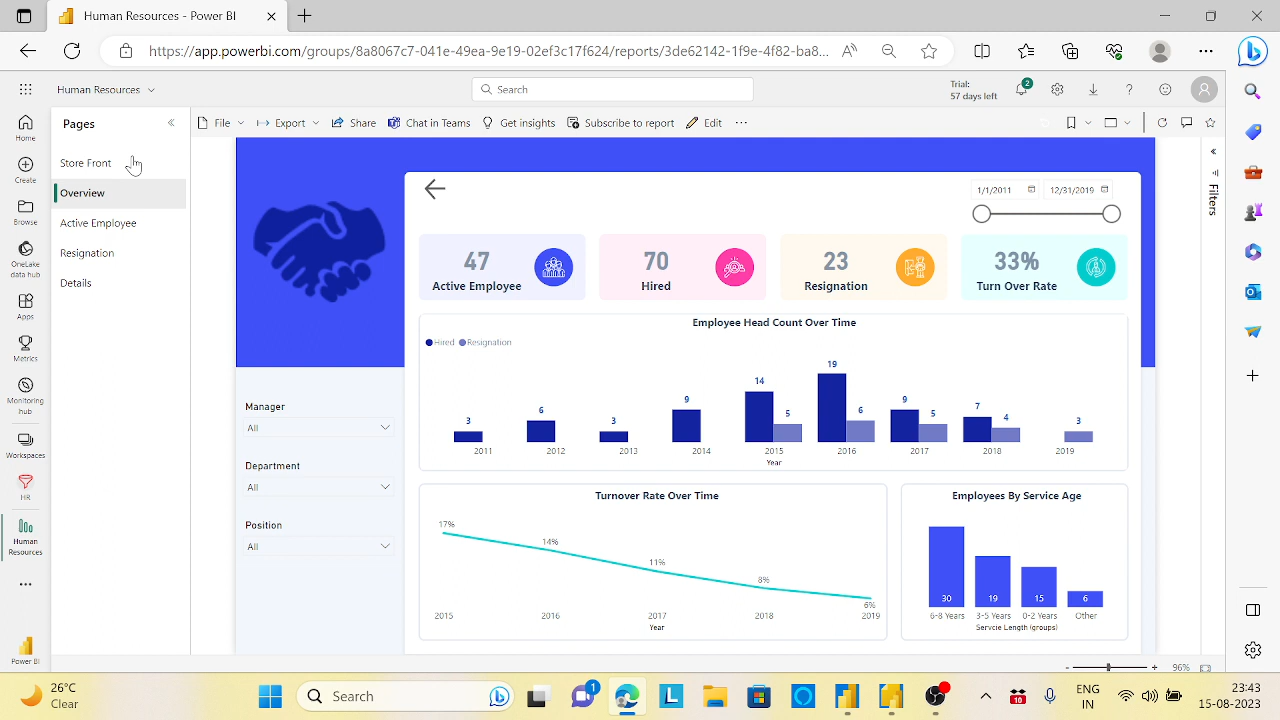 Human Resources - Power BI
https://app.powerbi.com/groups/8a8067c7-041e-49ea-9e19-02ef3c17f624/reports/3de62142-1f9e-4f82-ba8...
Human Resources
Search
Trial:
57 days left
2
Pages
File
Export
Share
Chat in Teams
Get insights
Subscribe to report
Edit
Home
Create
Browse
OneLake data hub
Apps
Metrics
Monitoring hub
Workspaces
HR
Human Resources
Power BI
Store Front
Overview
Active Employee
Resignation
Details
Manager
All
Department
All
Position
All
1/1/2011
12/31/2019
Filters
47
Active Employee
70
Hired
23
Resignation
33%
Turn Over Rate
Employee Head Count Over Time
Hired Resignation
3 6 3 9 14 5 19 6 9 5 7 4 3
2011 2012 2013 2014 2015 2016 2017 2018 2019
Year
Turnover Rate Over Time
17% 14% 11% 8% 6%
2015 2016 2017 2018 2019
Year
Employees By Service Age
30 19 15 6
6-8 Years 3-5 Years 0-2 Years Other
Servcie Length (groups)
- + 96%
26°C
Clear
Search
1
L
10
ENG
IN
23:43
15-08-2023